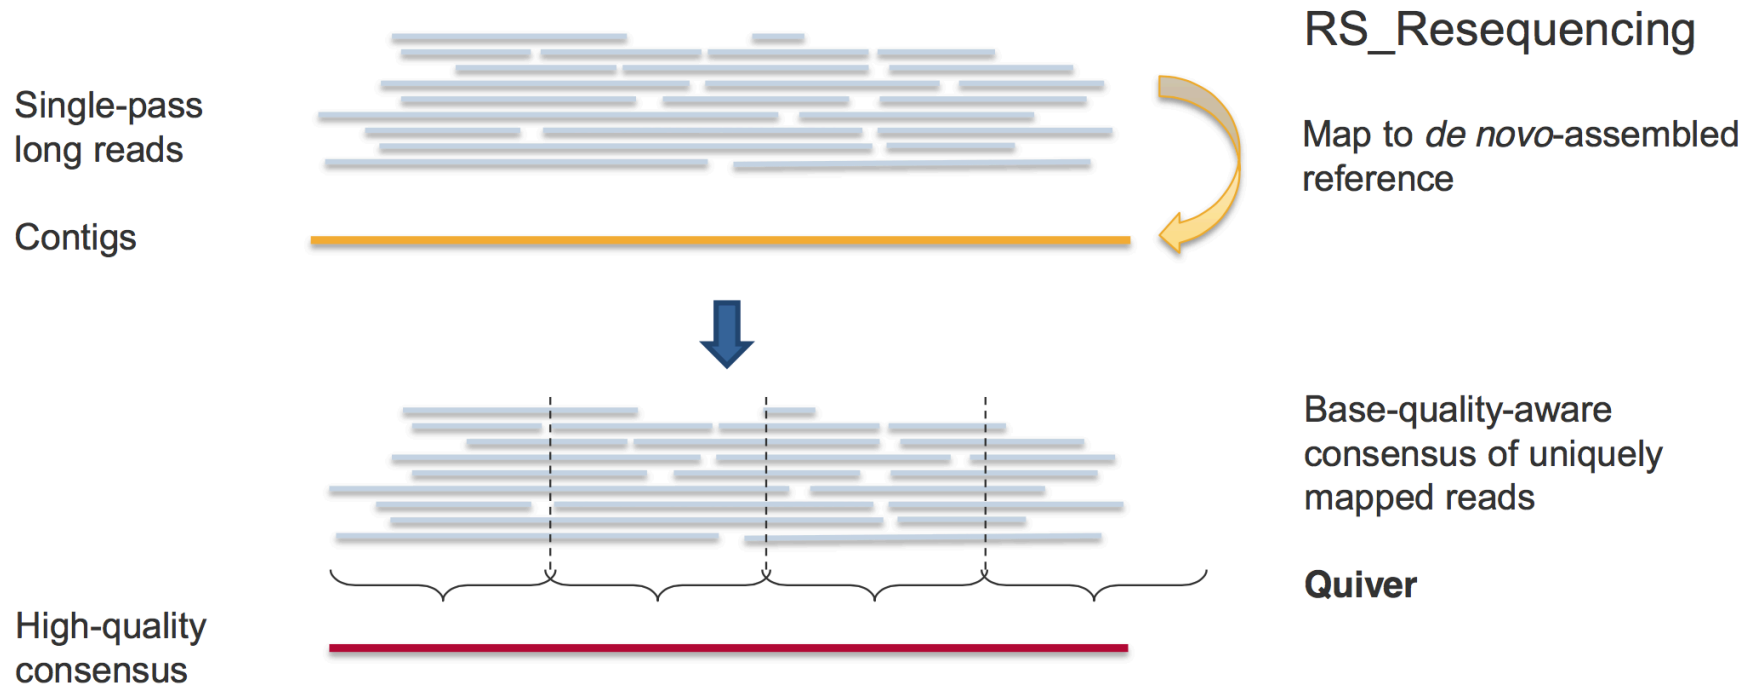 RS_Resequencing
Single-pass
long reads
Map to de novo-assembled
reference
Contigs
Base-quality-aware
consensus of uniquely
mapped reads
Quiver
High-quality
consensus